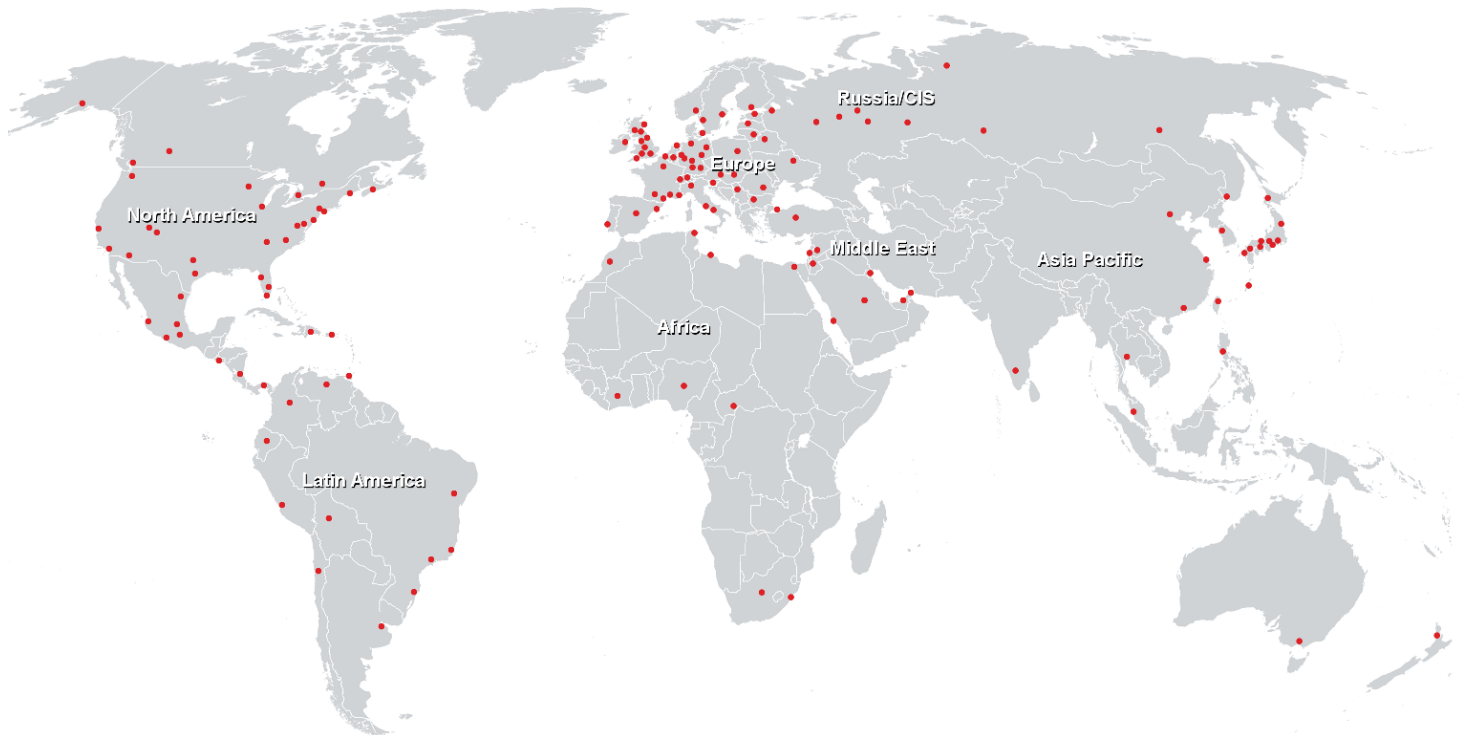 Russia/CIS
Europe
North America
Middle East
Asia Pacific
Africa
Latin America